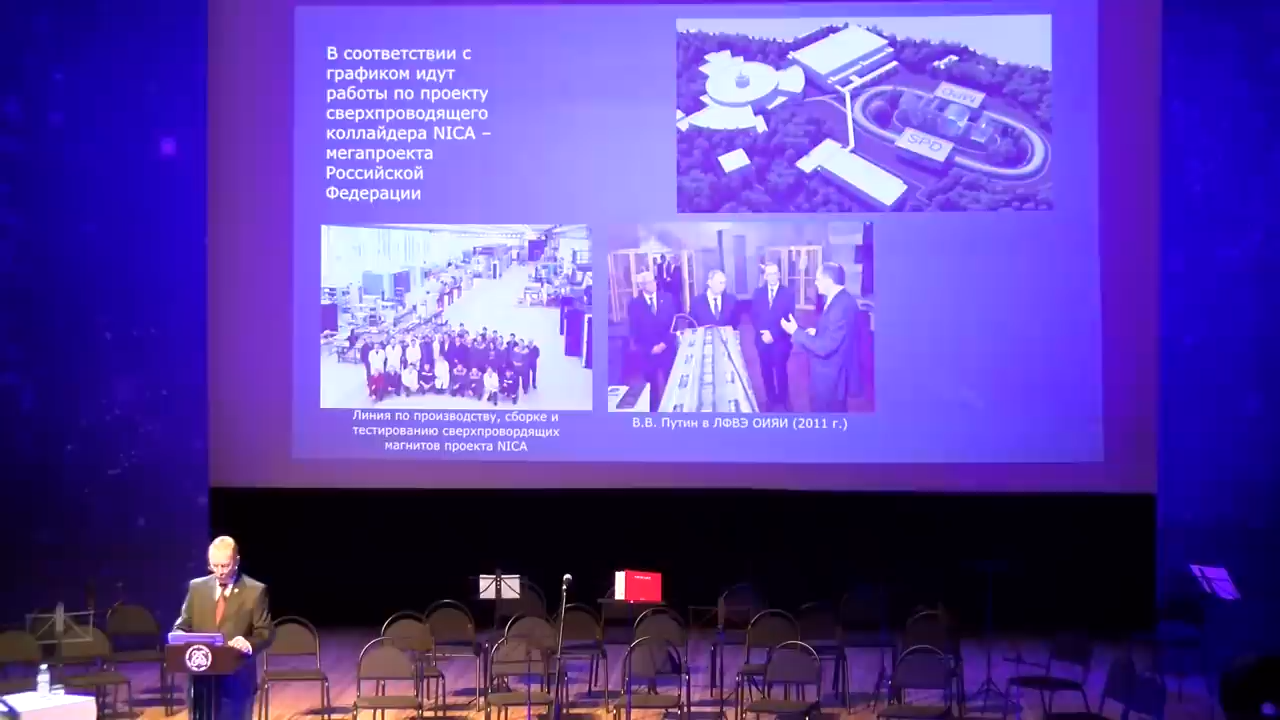 В соответствии с
графиком идут
работы по проекту
сверхпроводящего
коллайдера NICA –
мегапроекта
Российской
Федерации
MPD
SPD
Линия по производству, сборке и
тестированию сверхпровордящих
магнитов проекта NICA
В.В. Путин в ЛФВЭ ОИЯИ (2011 г.)